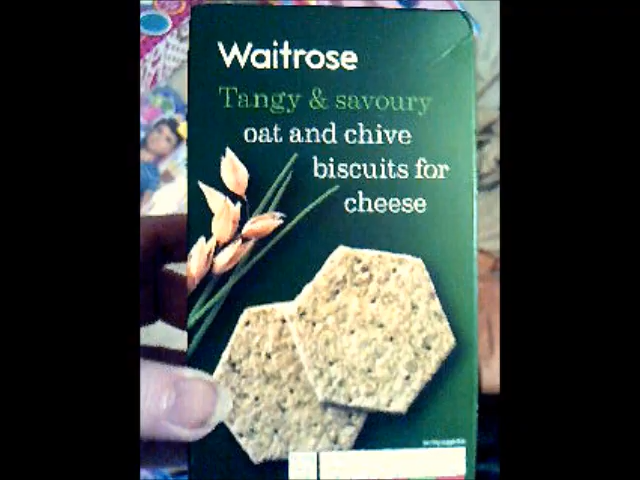 Waitrose
Tangy & savoury
oat and chive
biscuits for
cheese